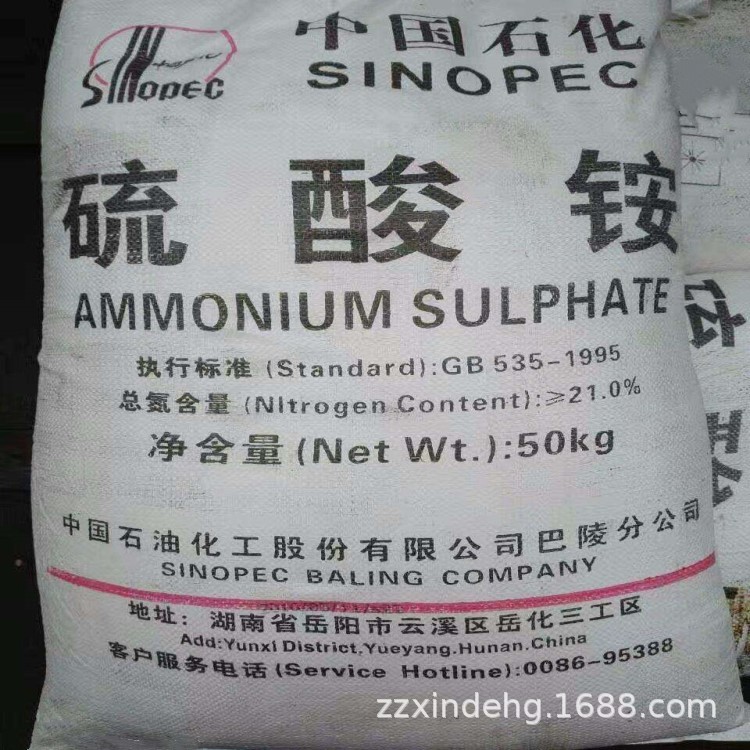 SINOPEC
中国石化
SINOPEC
硫酸铵
AMMONIUM SULPHATE
执行标准 (Standard):GB 535-1995
总氮含量 (NItrogen Content):≥21.0%
净含量 (Net Wt.):50kg
中国石油化工股份有限公司巴陵分公司
SINOPEC BALING COMPANY
地址: 湖南省岳阳市云溪区岳化三工区
Add:YunxI DistrIct.Yueyang.Hunan.China
客户服务电话 (Service Hotline):0086-95388
zzxindehg.1688.com